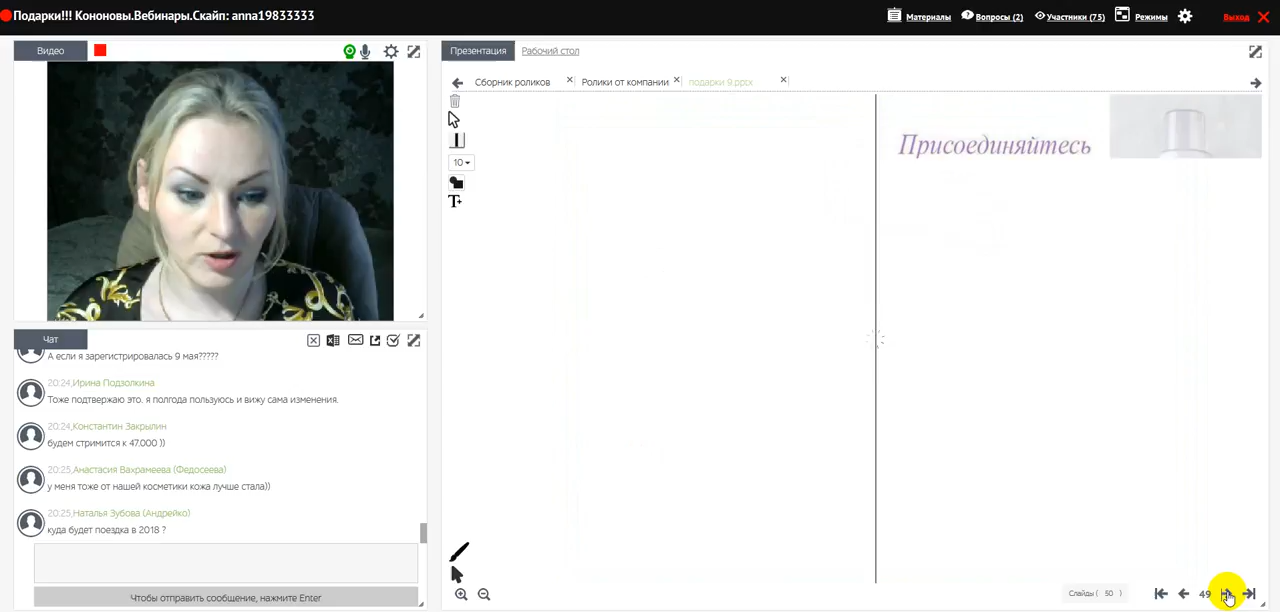 Подарки!!! Кононовы.Вебинары.Скайп: anna19833333
Материалы
Вопросы (2)
Участники (75)
Режимы
Выход
Видео
Презентация
Рабочий стол
Сборник роликов
Ролики от компании
подарки 9.pptx
10
T+
Присоединяйтесь
Чат
А если я зарегистрировалась 9 мая?????
20:24,Ирина Подзолкина
Тоже подтверждаю это. я полгода пользуюсь и вижу сама изменения.
20:24,Константин Закрылин
будем стримится к 47.000 ))
20:25,Анастасия Вахрамеева (Федосеева)
у меня тоже от нашей косметики кожа лучше стала))
20:25,Наталья Зубова (Андрейко)
куда будет поездка в 2018 ?
Чтобы отправить сообщение, нажмите Enter
Слайды ( 50 )
49